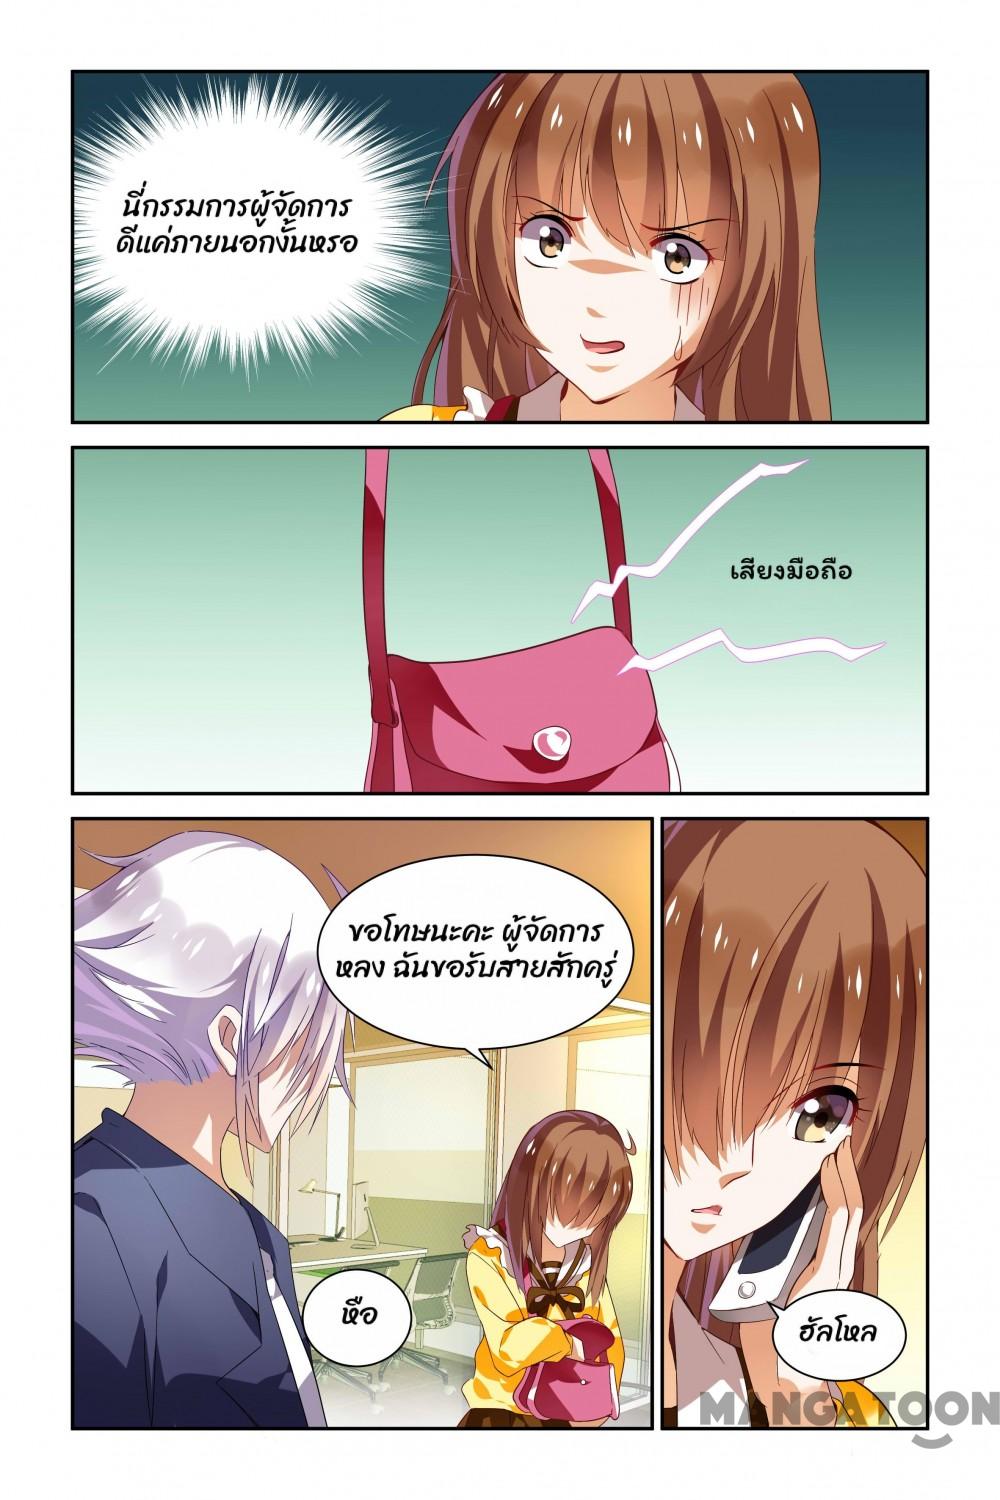 นี่กรรมการผู้จัดการ
ดีแค่ภายนอกงั้นหรอ
เสียงมือถือ
ขอโทษนะคะ ผู้จัดการ
หลง ฉันขอรับสายสักครู่
หือ
ฮัลโหล
MANGATOON